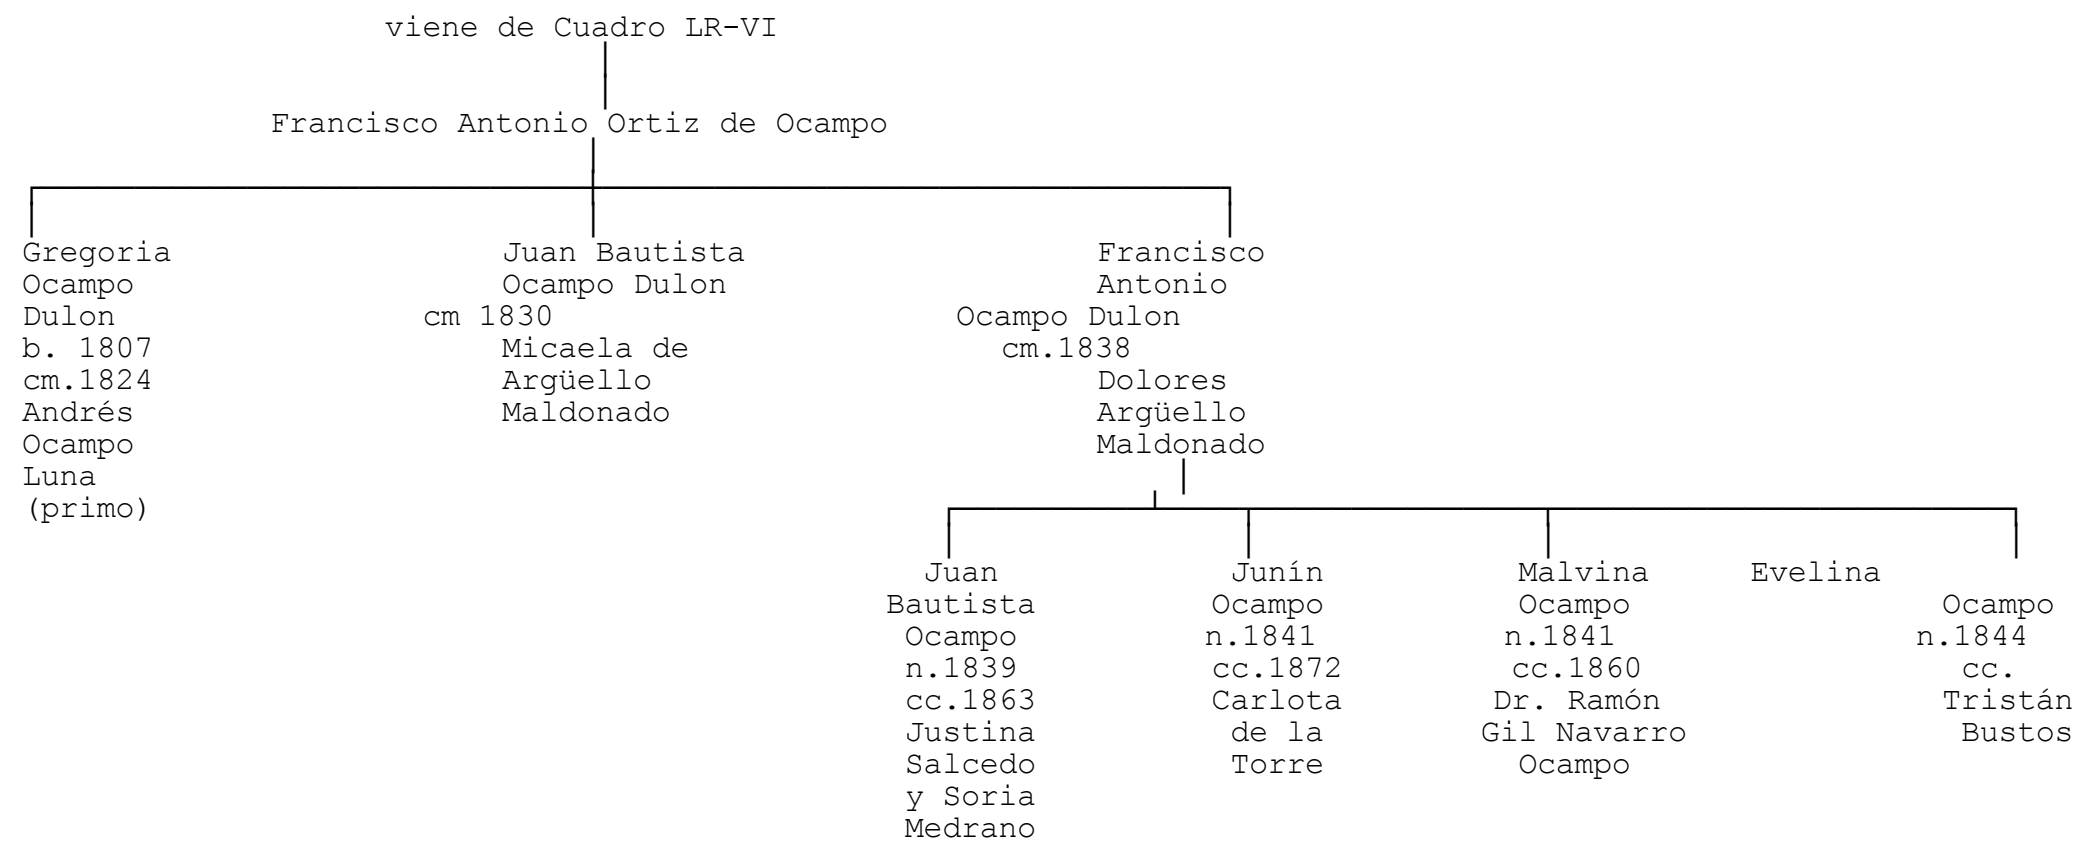 viene de Cuadro LR-VI
Francisco Antonio Ortiz de Ocampo
Gregoria Juan Bautista Francisco
Ocampo Ocampo Dulon Antonio
Dulon cm 1830 Ocampo Dulon
b. 1807 Micaela de cm.1838
cm.1824 Argüello Dolores
Andrés Maldonado Argüello
Ocampo Maldonado
Luna
(primo)
Juan Junín Malvina Evelina
Bautista Ocampo Ocampo Ocampo
Ocampo n.1841 n.1841 n.1844
n.1839 cc.1872 cc.1860 cc.
cc.1863 Carlota Dr. Ramón Tristán
Justina de la Gil Navarro Bustos
Salcedo Torre Ocampo
y Soria
Medrano